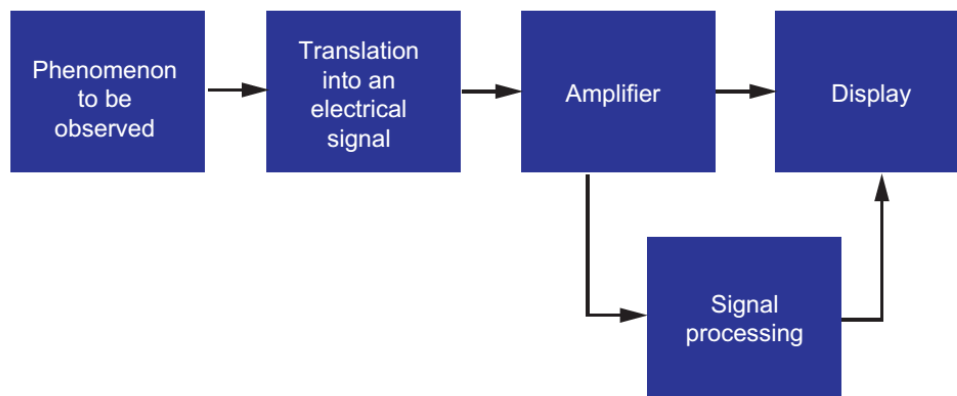 Phenomenon
to be
observed
Translation
into an
electrical
signal
Amplifier
Display
Signal
processing